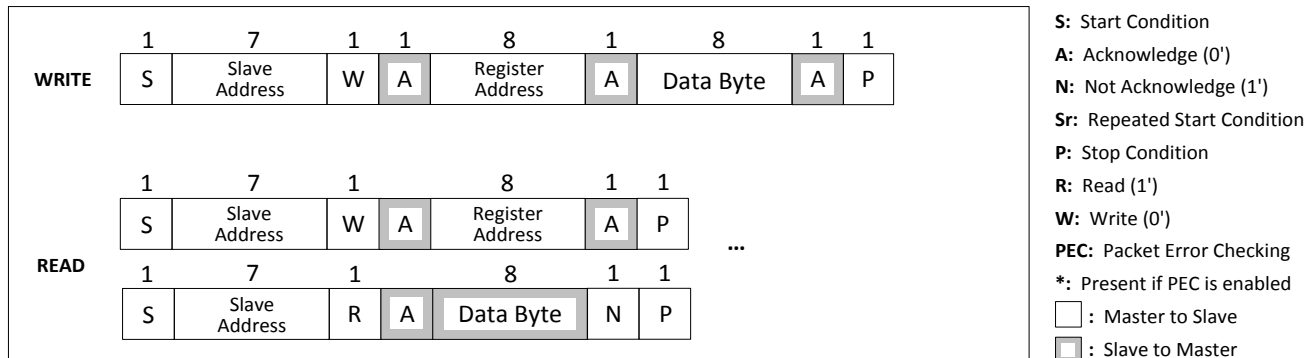 1 7 1 1 8 1 8 1 1
WRITE S Slave Address W A Register Address A Data Byte A P
1 7 1 8 1 1
S Slave Address W A Register Address A P ...
READ
1 7 1 8 1 1
S Slave Address R A Data Byte N P
S: Start Condition
A: Acknowledge (0')
N: Not Acknowledge (1')
Sr: Repeated Start Condition
P: Stop Condition
R: Read (1')
W: Write (0')
PEC: Packet Error Checking
*: Present if PEC is enabled
: Master to Slave
: Slave to Master